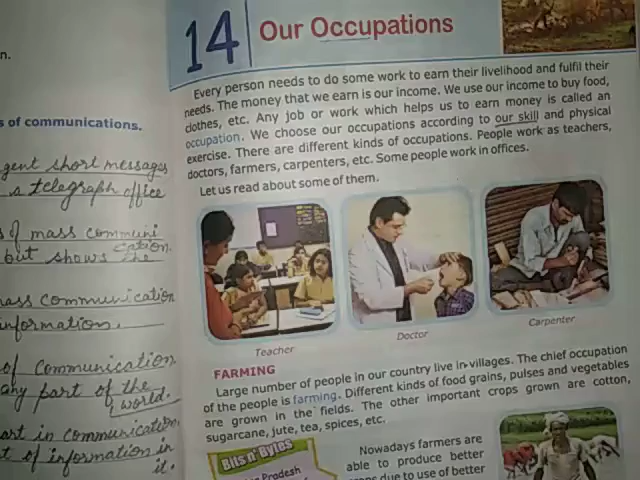 n.
s of communications.
gent short messages
a telegraph office
s of mass communi
cation.
but shows the
mass communication
information.
of communication
any part of the
world.
art in communication.
t of information in
it.
14 Our Occupations
Every person needs to do some work to earn their livelihood and fulfil their
needs. The money that we earn is our income. We use our income to buy food,
clothes, etc. Any job or work which helps us to earn money is called an
occupation. We choose our occupations according to our skill and physical
exercise. There are different kinds of occupations. People work as teachers,
doctors, farmers, carpenters, etc. Some people work in offices.
Let us read about some of them.
Teacher
Doctor
Carpenter
FARMING
Large number of people in our country live in villages. The chief occupation
of the people is farming. Different kinds of food grains, pulses and vegetables
are grown in the fields. The other important crops grown are cotton,
sugarcane, jute, tea, spices, etc.
Bits n' Bytes
Pradesh
Nowadays farmers are
able to produce better
due to use of better